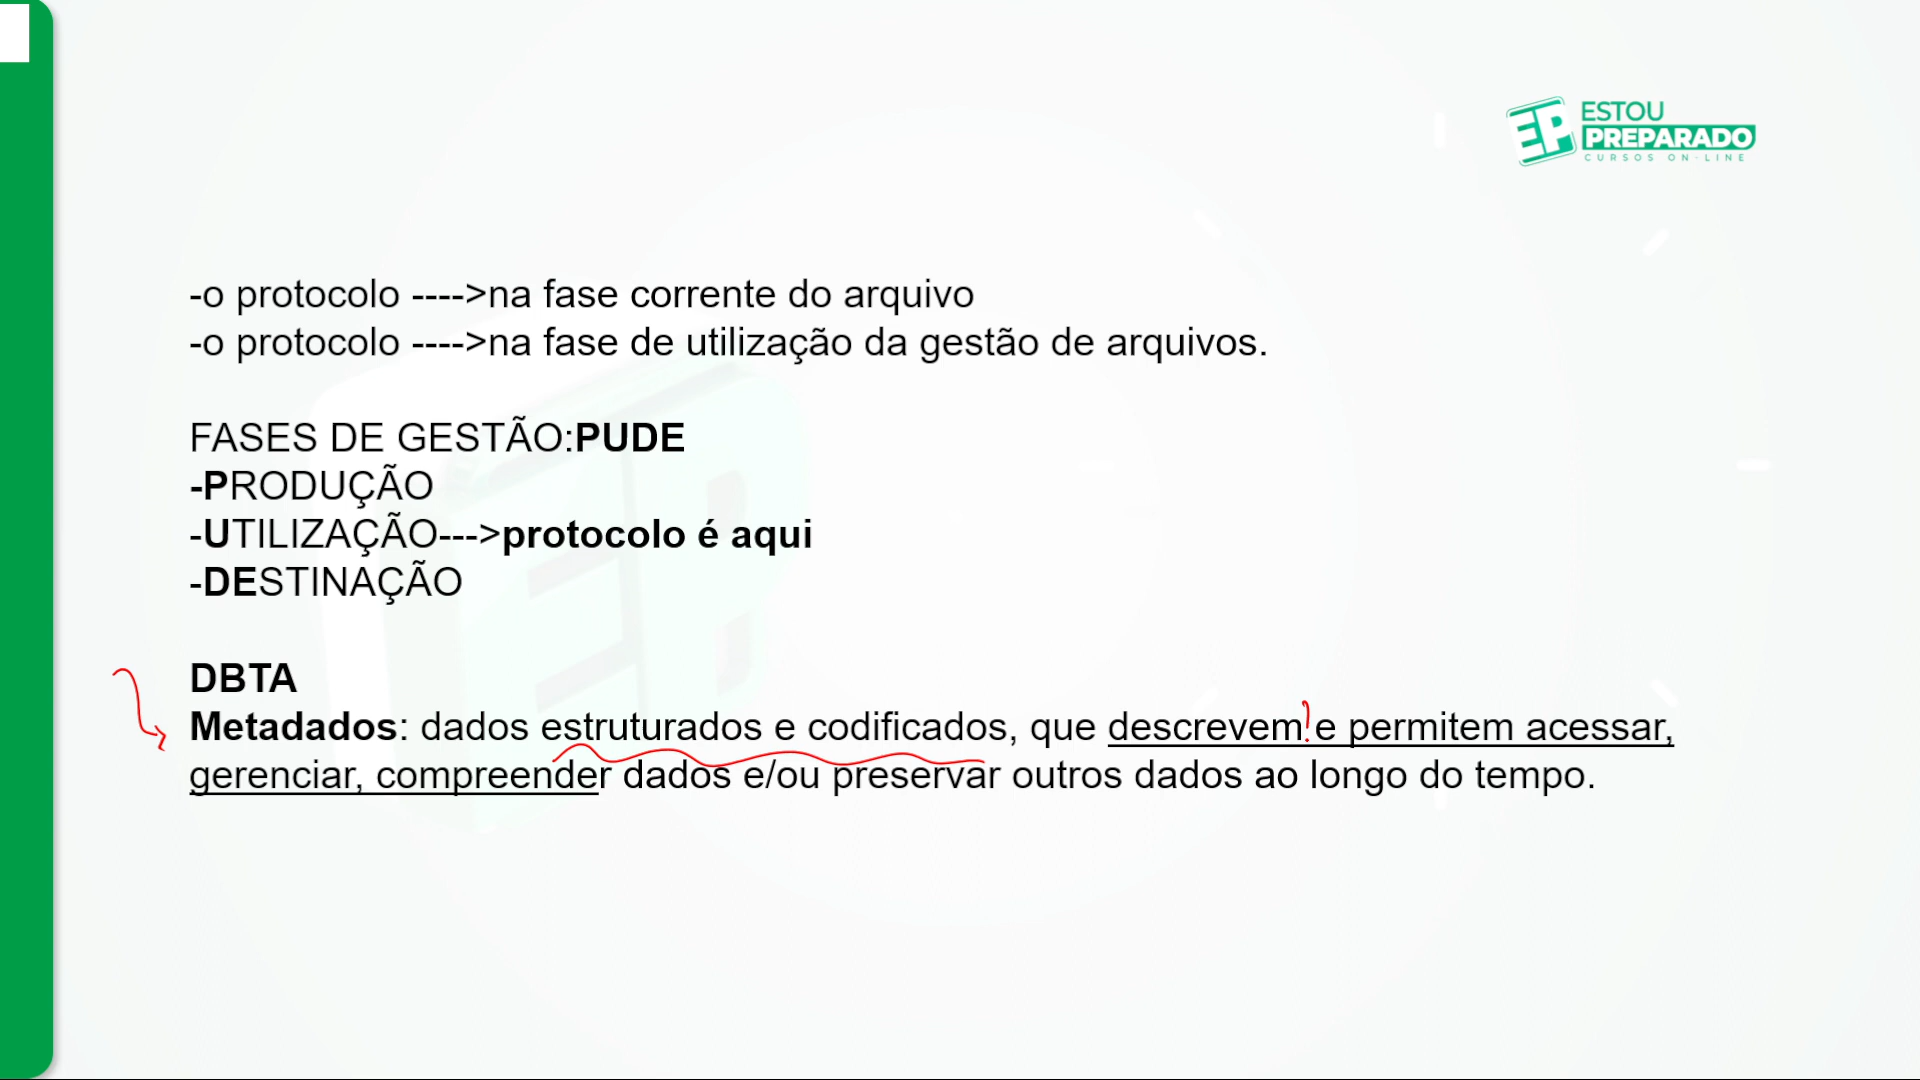 ESTOU
PREPARADO
CURSOS ON-LINE
-o protocolo ---->na fase corrente do arquivo
-o protocolo ---->na fase de utilização da gestão de arquivos.
FASES DE GESTÃO:PUDE
-PRODUÇÃO
-UTILIZAÇÃO--->protocolo é aqui
-DESTINAÇÃO
DBTA
Metadados: dados estruturados e codificados, que descrevem e permitem acessar,
gerenciar, compreender dados e/ou preservar outros dados ao longo do tempo.